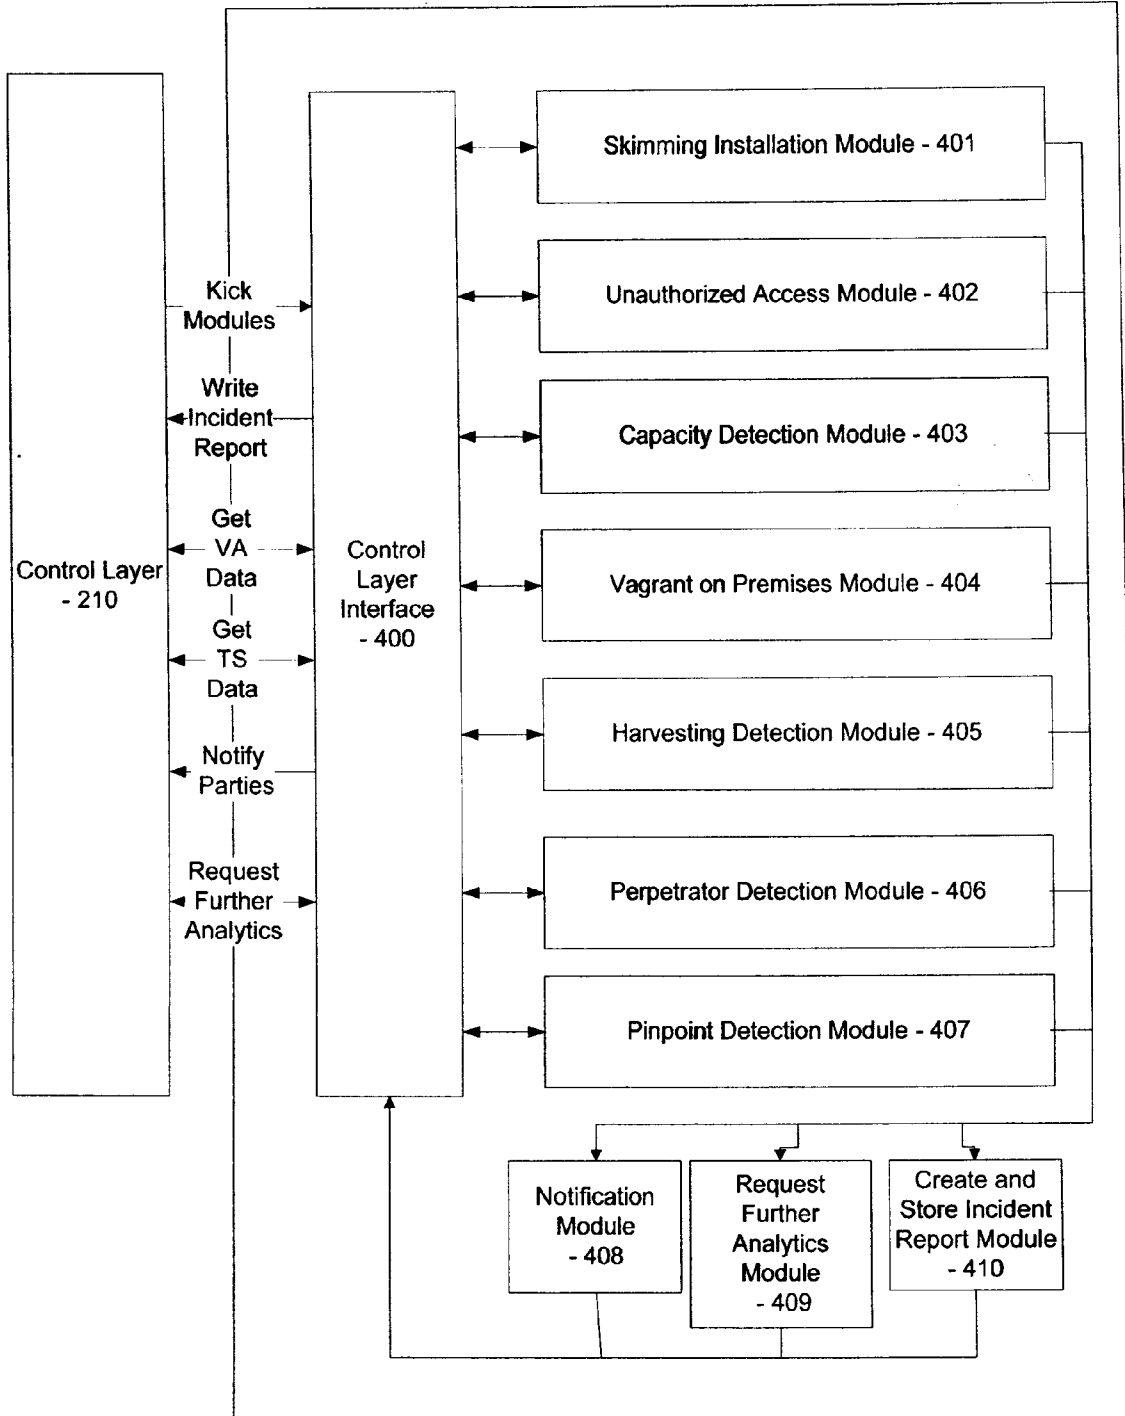 Skimming Installation Module - 401
Unauthorized Access Module - 402
Kick
Modules
Write
Incident
Report
Capacity Detection Module - 403
Get
VA
Data
Control Layer
- 210
Control
Layer
Interface
- 400
Vagrant on Premises Module - 404
Get
TS
Data
Harvesting Detection Module - 405
Notify
Parties
Request
Further
Analytics
Perpetrator Detection Module - 406
Pinpoint Detection Module - 407
Notification
Module
- 408
Request
Further
Analytics
Module
- 409
Create and
Store Incident
Report Module
- 410